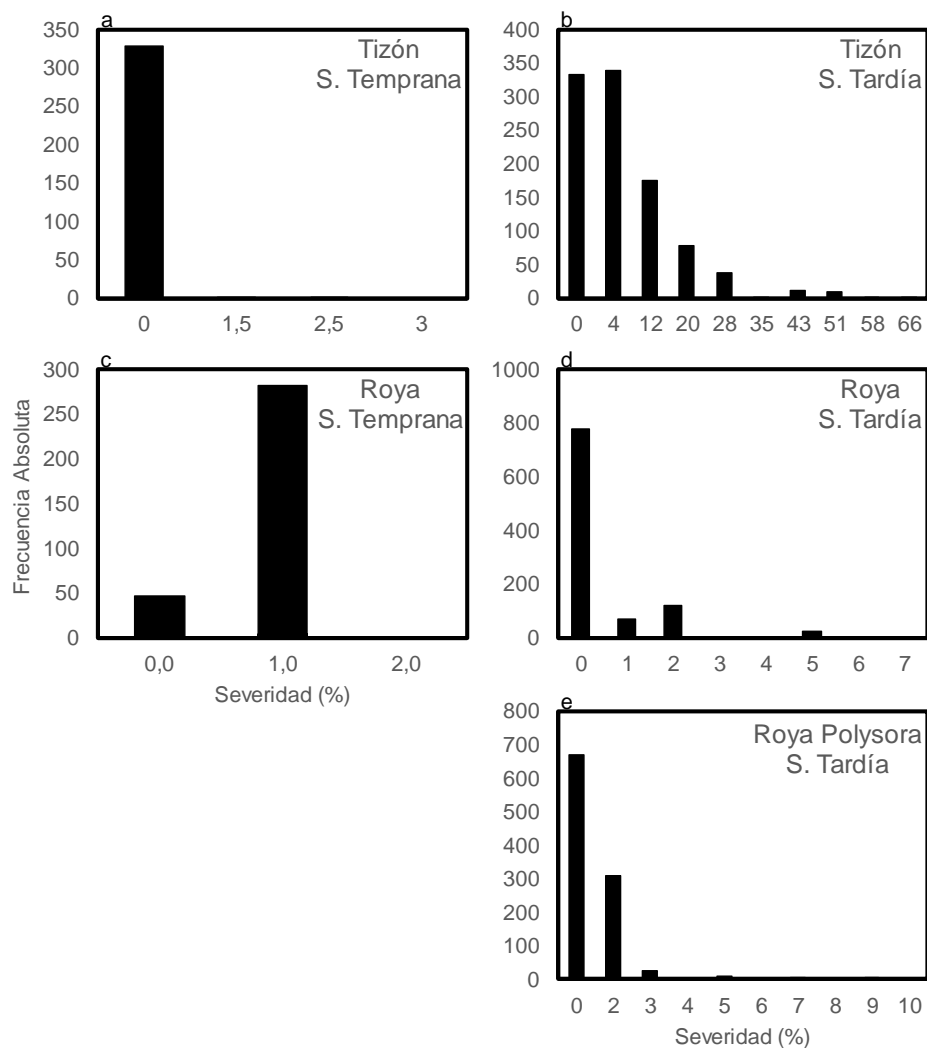 a
Tizón
S. Temprana
350
300
250
200
150
100
50
0
0 1,5 2,5 3
b
Tizón
S. Tardía
400
350
300
250
200
150
100
50
0
0 4 12 20 28 35 43 51 58 66
c
Roya
S. Temprana
Frecuencia Absoluta
300
250
200
150
100
50
0
0,0 1,0 2,0
Severidad (%)
d
Roya
S. Tardía
1000
800
600
400
200
0
0 1 2 3 4 5 6 7
e
Roya Polysora
S. Tardía
800
700
600
500
400
300
200
100
0
0 2 3 4 5 6 7 8 9 10
Severidad (%)